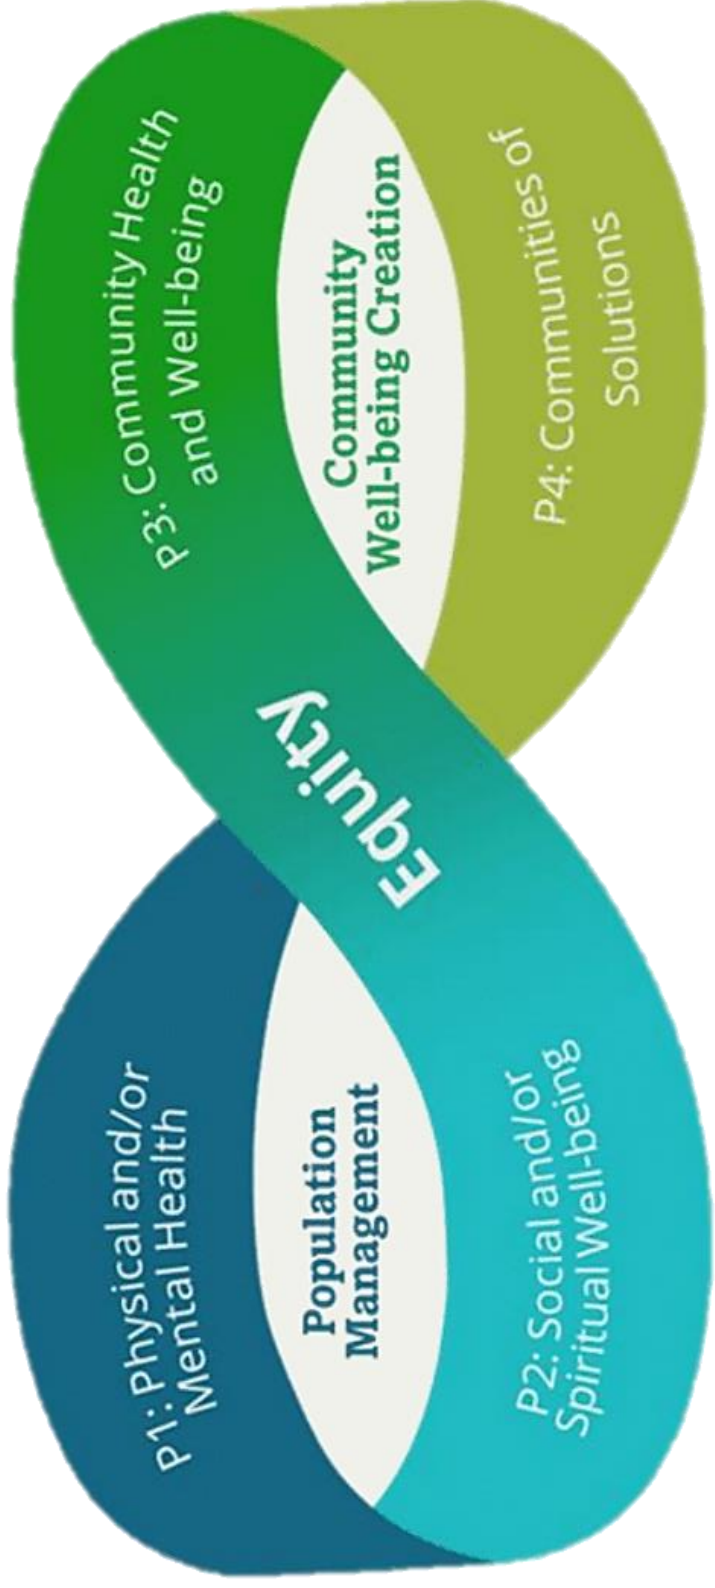 P1: Physical and/or
Mental Health
Population
Management
P2: Social and/or
Spiritual Well-being
Equity
P3: Community Health
and Well-being
Community
Well-being Creation
P4: Communities of
Solutions